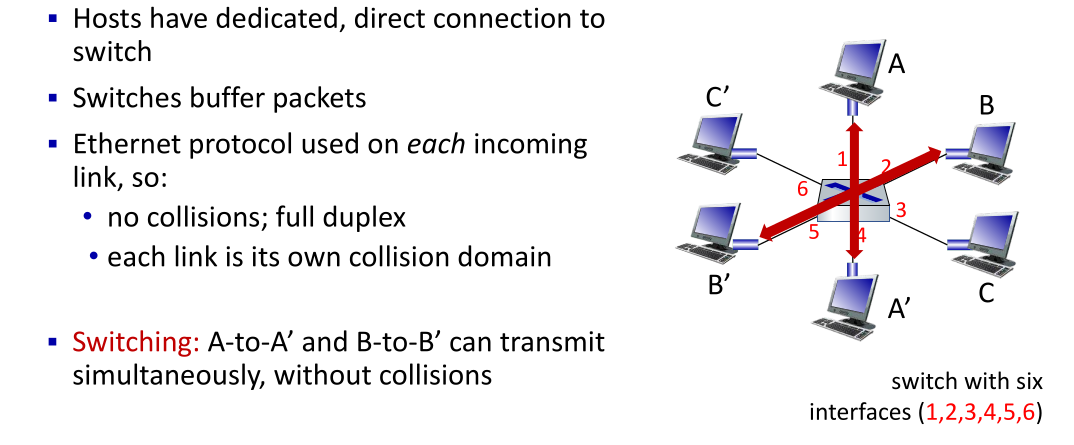 ▪ Hosts have dedicated, direct connection to
switch
▪ Switches buffer packets
▪ Ethernet protocol used on each incoming
link, so:
• no collisions; full duplex
• each link is its own collision domain
▪ Switching: A-to-A’ and B-to-B’ can transmit
simultaneously, without collisions
A
C’
B
1
2
6
3
5
4
B’
C
A’
switch with six
interfaces (1,2,3,4,5,6)